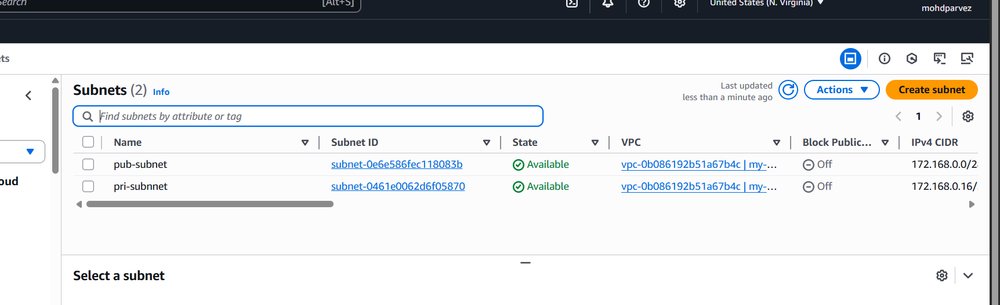 Search [Alt+S] United States (N. Virginia)
mohdparvez
ets
Subnets (2) Info
Last updated
less than a minute ago
Actions
Create subnet
Find subnets by attribute or tag
1
Name Subnet ID State VPC Block Public... IPv4 CIDR
pub-subnet subnet-0e6e586fec118083b Available vpc-0b086192b51a67b4c | my-... Off 172.168.0.0/2
pri-subnnet subnet-0461e0062d6f05870 Available vpc-0b086192b51a67b4c | my-... Off 172.168.0.16/
oud
Select a subnet